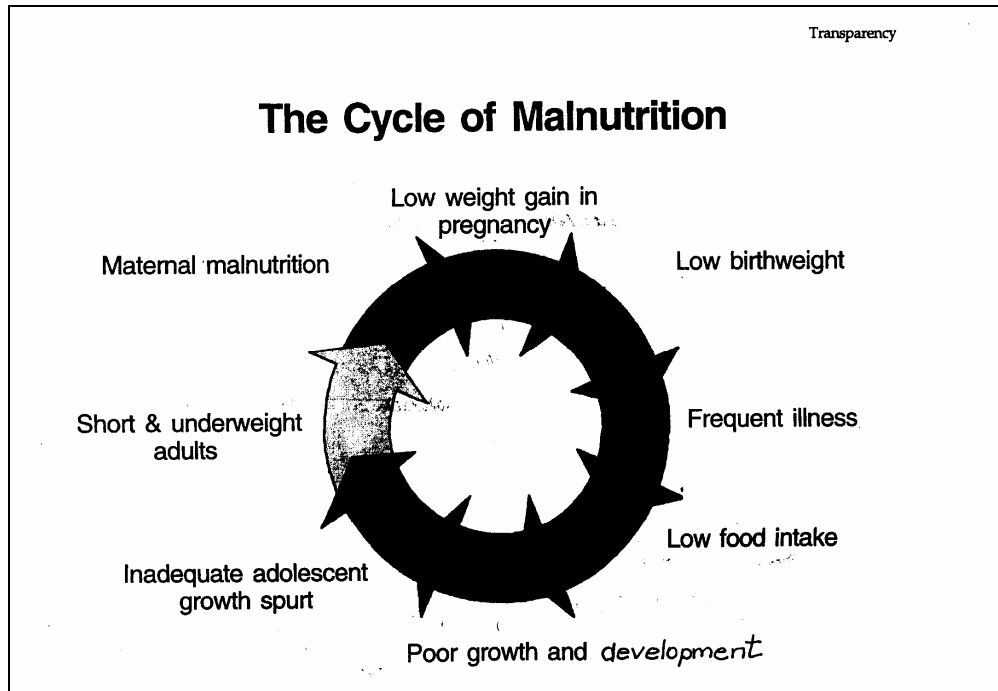 Transparency
The Cycle of Malnutrition
Low weight gain in
pregnancy
Low birthweight
Frequent illness
Low food intake
Poor growth and development
Inadequate adolescent
growth spurt
Short & underweight
adults
Maternal malnutrition